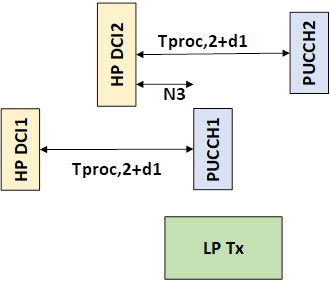 HP DCI2
Tproc,2+d1
PUCCH2
N3
HP DCI1
Tproc,2+d1
PUCCH1
LP Tx